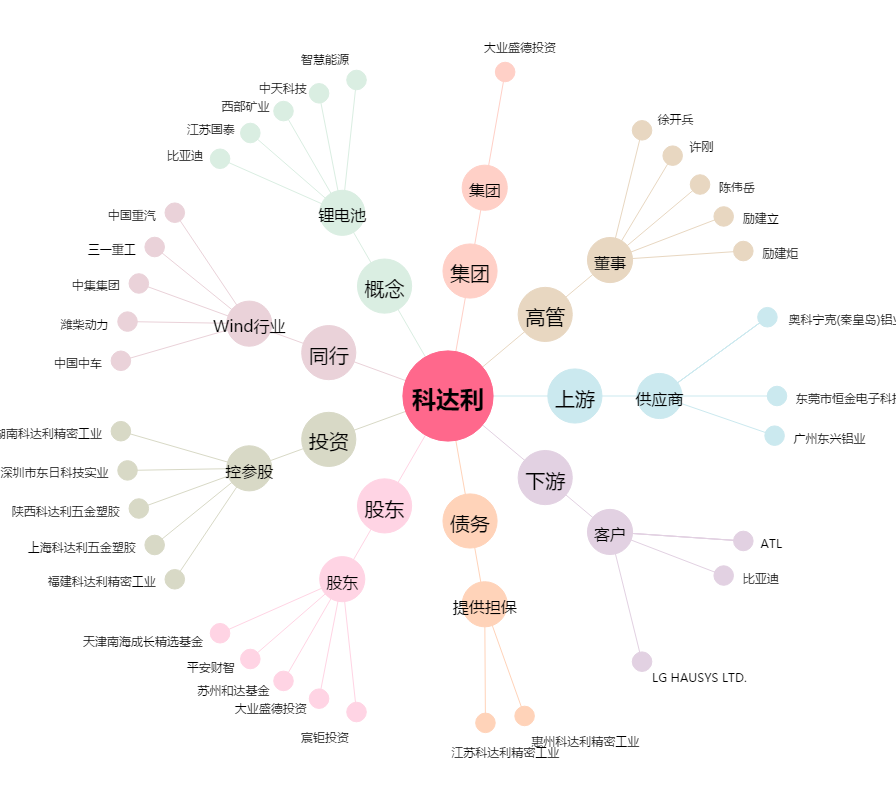 智慧能源
中天科技
西部矿业
江苏国泰
比亚迪
锂电池
概念
大业盛德投资
集团
集团
徐开兵
许刚
陈伟岳
励建立
励建炬
董事
高管
中国重汽
三一重工
中集集团
潍柴动力
中国中车
Wind行业
同行
科达利
奥科宁克(秦皇岛)铝业
东莞市恒金电子科技
广州东兴铝业
供应商
上游
湖南科达利精密工业
深圳市东日科技实业
陕西科达利五金塑胶
上海科达利五金塑胶
福建科达利精密工业
控参股
投资
下游
客户
ATL
比亚迪
LG HAUSYS LTD.
股东
股东
天津南海成长精选基金
平安财智
苏州和达基金
大业盛德投资
宸钜投资
债务
提供担保
惠州科达利精密工业
江苏科达利精密工业